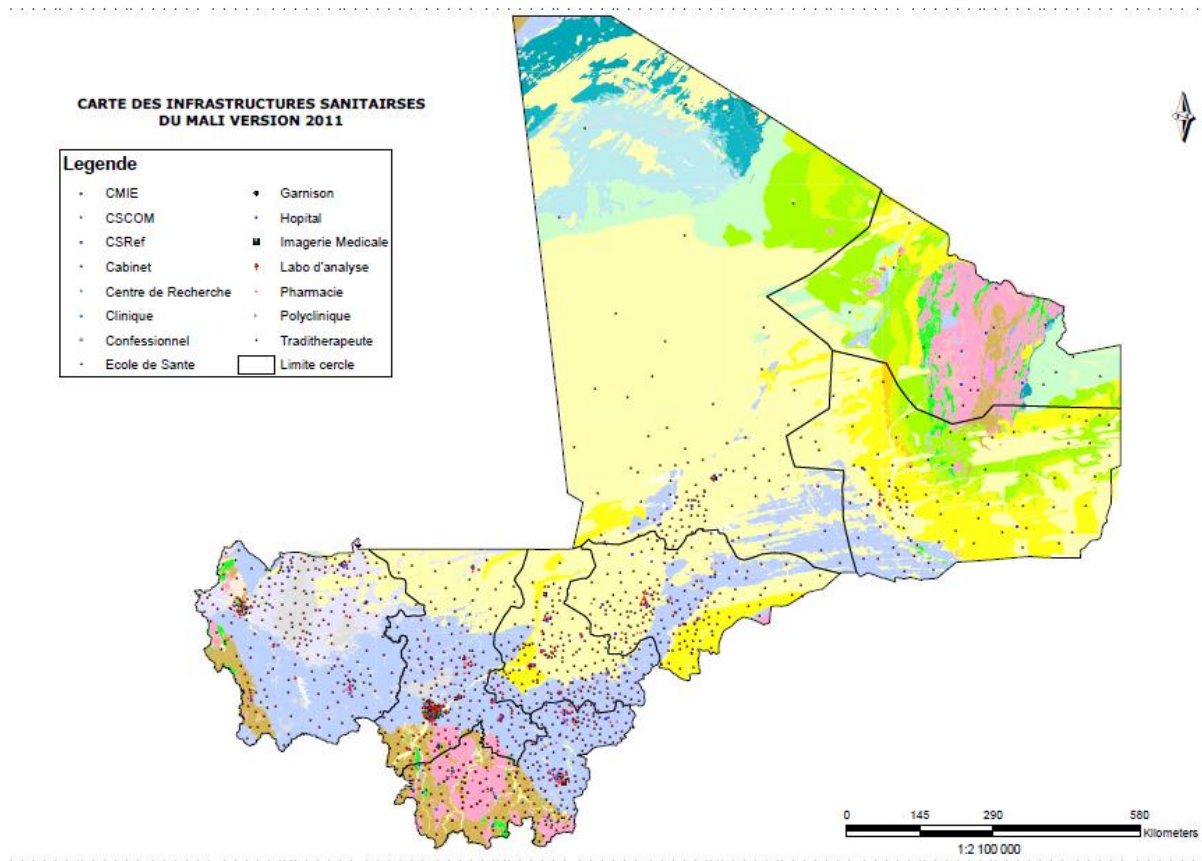 CARTE DES INFRASTRUCTURES SANITAIRSES
DU MALI VERSION 2011
Legende
CMIE
CSCOM
CSRef
Cabinet
Centre de Recherche
Clinique
Confessionnel
Ecole de Sante
Garnison
Hopital
Imagerie Medicale
Labo d'analyse
Pharmacie
Polyclinique
Traditherapeute
Limite cercle
0 145 290 580
Kilometers
1:2 100 000